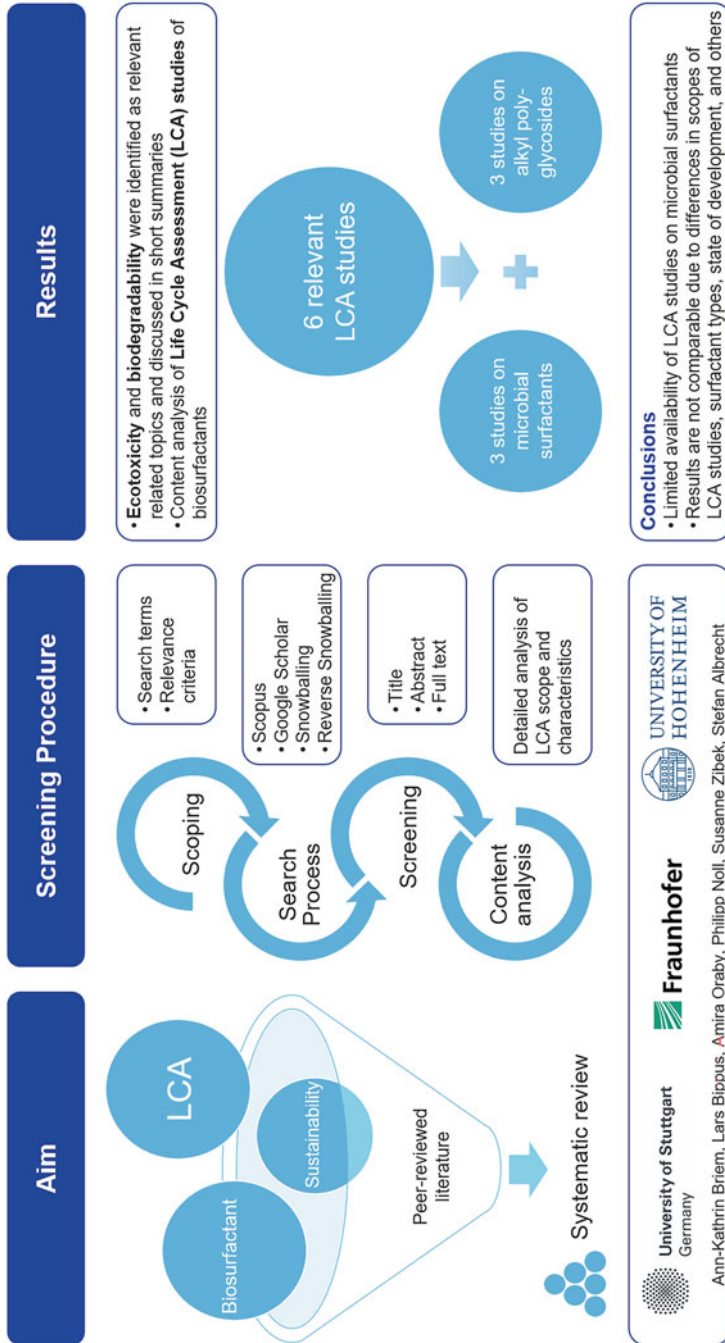 Aim
Biosurfactant
LCA
Sustainability
Peer-reviewed
literature
Systematic review
Screening Procedure
Scoping
• Search terms
• Relevance
criteria
Search
Process
• Scopus
• Google Scholar
• Snowballing
• Reverse Snowballing
Screening
• Title
• Abstract
• Full text
Content
analysis
Detailed analysis of
LCA scope and
characteristics
Results
• Ecotoxicity and biodegradability were identified as relevant
related topics and discussed in short summaries
• Content analysis of Life Cycle Assessment (LCA) studies of
biosurfactants
6 relevant
LCA studies
3 studies on
microbial
surfactants
3 studies on
alkyl poly-
glycosides
University of Stuttgart
Germany
Fraunhofer
UNIVERSITY OF
HOHENHEIM
Ann-Kathrin Briem, Lars Bippus, Amira Oraby, Philipp Noll, Susanne Zibek, Stefan Albrecht
Conclusions
• Limited availability of LCA studies on microbial surfactants
• Results are not comparable due to differences in scopes of
LCA studies, surfactant types, state of development, and others